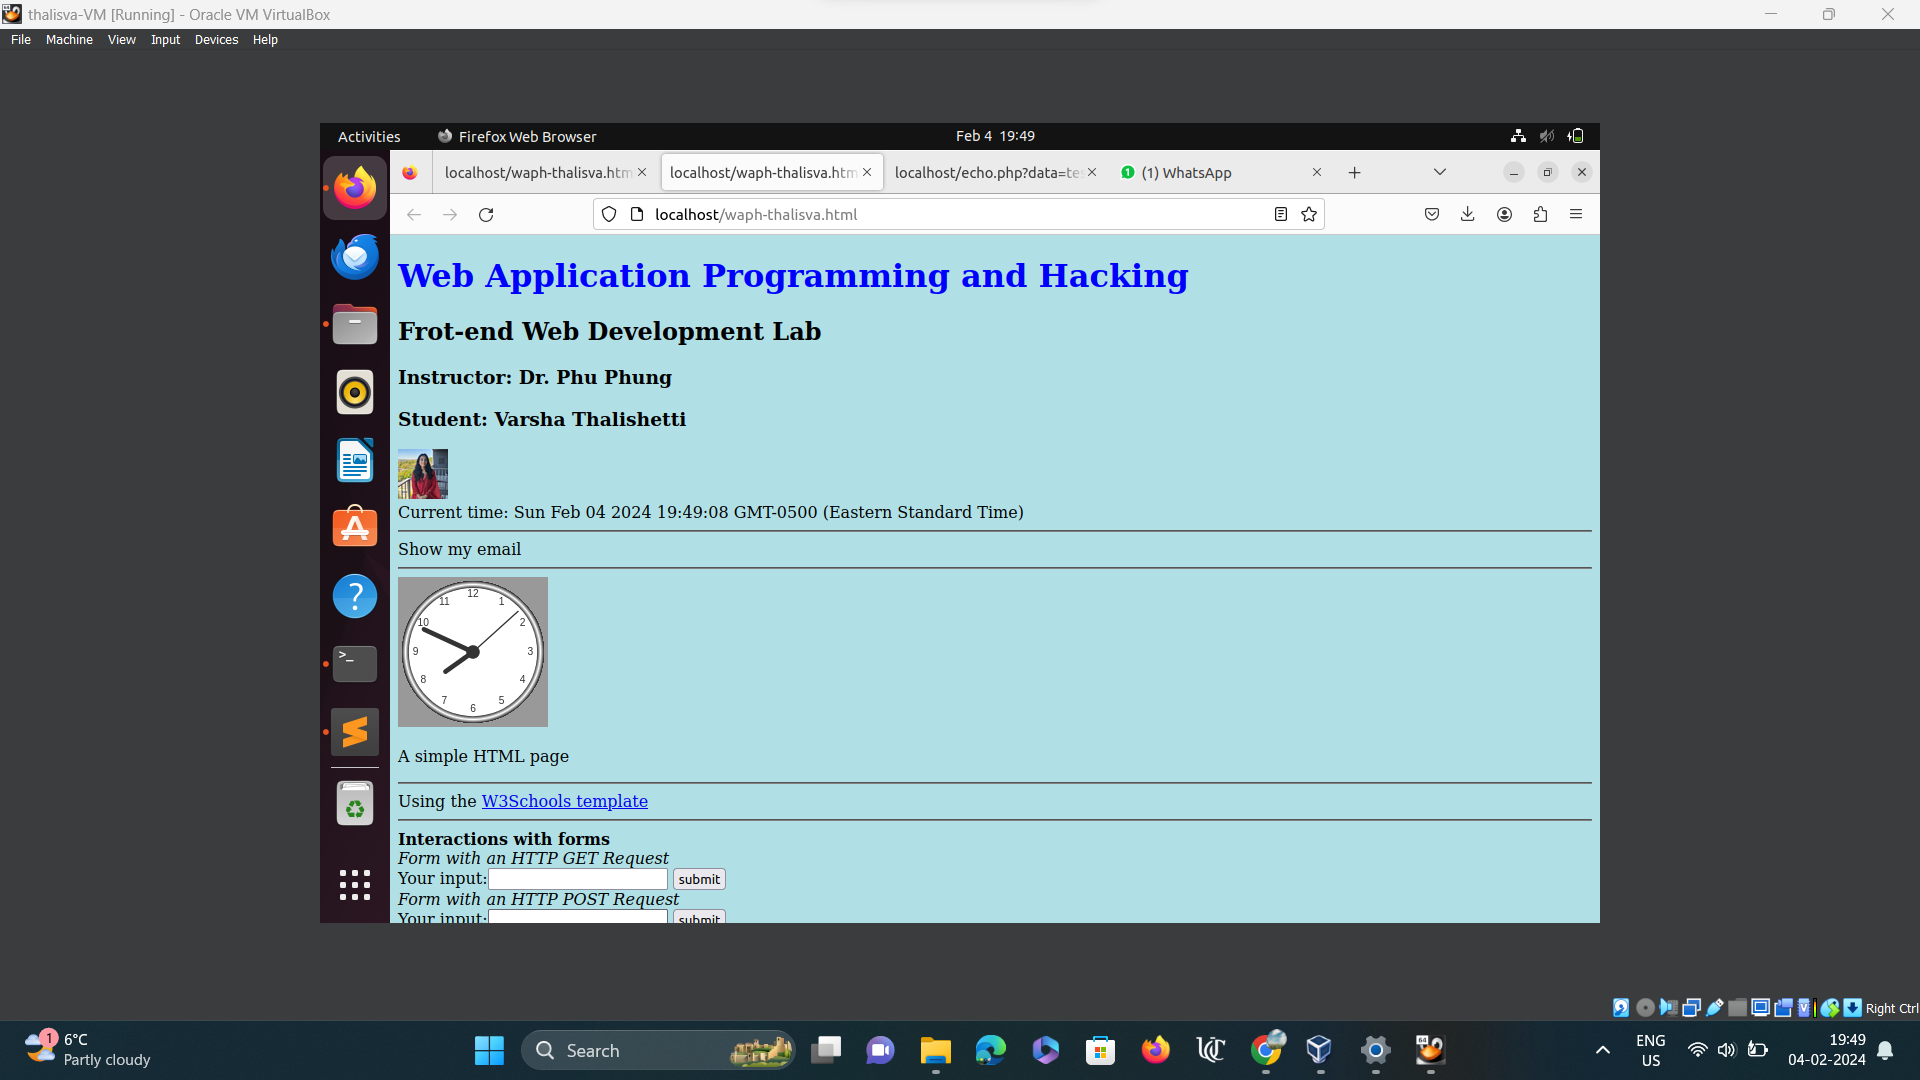 thalisva-VM [Running] - Oracle VM VirtualBox
File Machine View Input Devices Help
Activities Firefox Web Browser Feb 4 19:49
localhost/waph-thalisva.htm localhost/waph-thalisva.htm localhost/echo.php?data=te 1 (1) WhatsApp
localhost/waph-thalisva.html
Web Application Programming and Hacking
Frot-end Web Development Lab
Instructor: Dr. Phu Phung
Student: Varsha Thalishetti
Current time: Sun Feb 04 2024 19:49:08 GMT-0500 (Eastern Standard Time)
Show my email
12
11 1
10 2
9 3
8 4
7 5
6
A simple HTML page
Using the W3Schools template
Interactions with forms
Form with an HTTP GET Request
Your input: submit
Form with an HTTP POST Request
Your input: submit
Right Ctrl
1 6°C
Partly cloudy
Search
64
ENG
US
19:49
04-02-2024